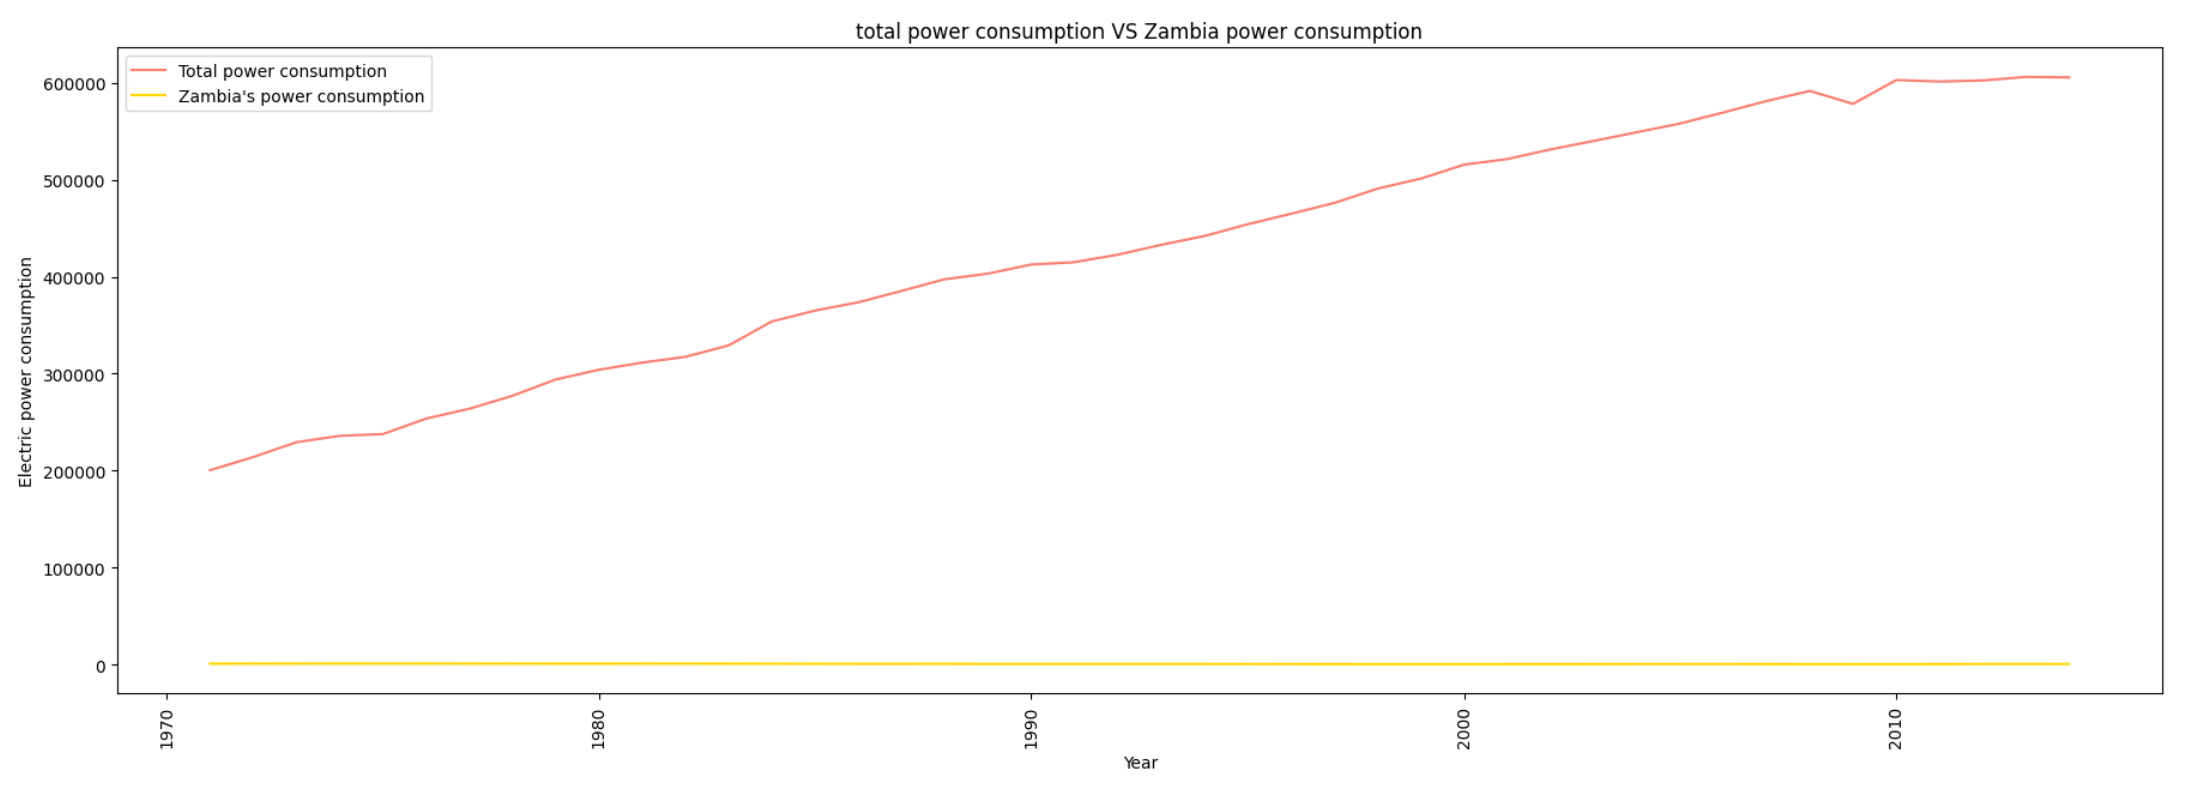 total power consumption VS Zambia power consumption
Total power consumption
Zambia's power consumption
Electric power consumption
600000
500000
400000
300000
200000
100000
0
1970
1980
1990
2000
2010
Year